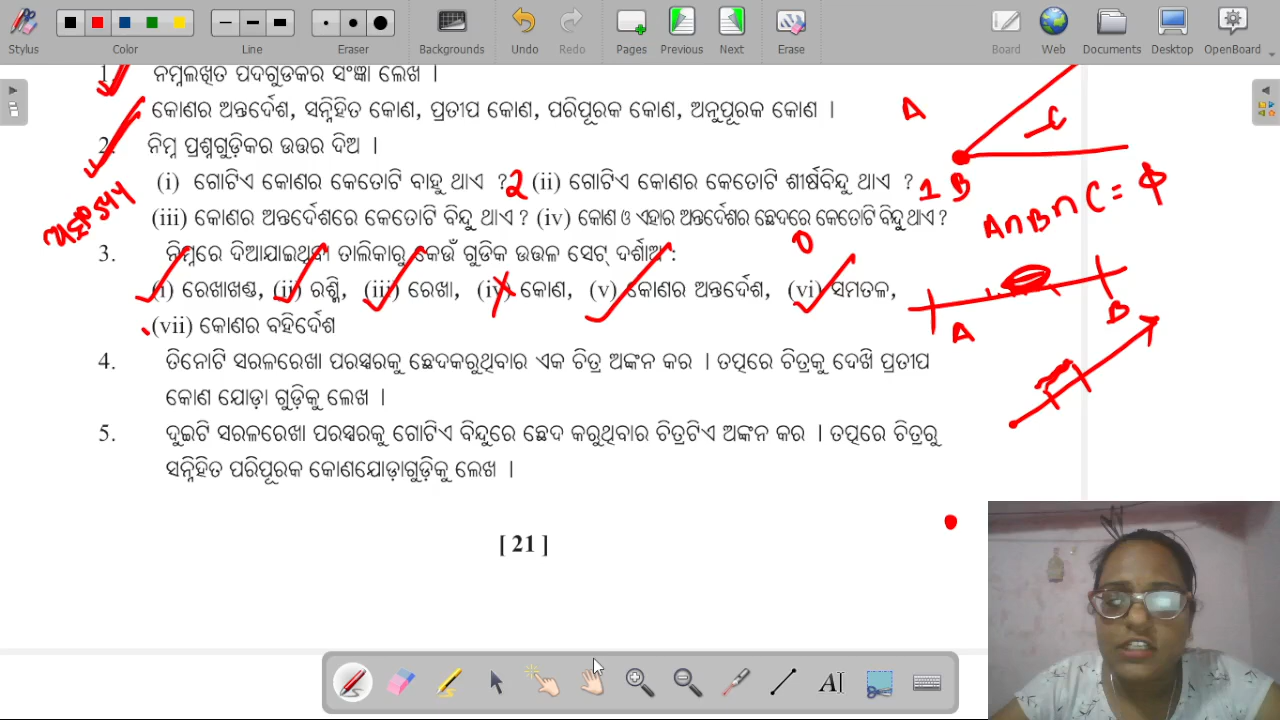 Stylus Color Line Eraser Backgrounds Undo Redo Pages Previous Next Erase Board Web Documents Desktop OpenBoard
1. ନିମ୍ନଲିଖିତ ପଦଗୁଡିକର ସଂଜ୍ଞା ଲେଖ ।
କୋଣର ଅନ୍ତର୍ଦେଶ, ସନ୍ନିହିତ କୋଣ, ପ୍ରତୀପ କୋଣ, ପରିପୂରକ କୋଣ, ଅନୁପୂରକ କୋଣ ।
A
C
2. ନିମ୍ନ ପ୍ରଶ୍ନଗୁଡ଼ିକର ଉତ୍ତର ଦିଅ ।
(i) ଗୋଟିଏ କୋଣର କେତୋଟି ବାହୁ ଥାଏ ? 2 (ii) ଗୋଟିଏ କୋଣର କେତୋଟି ଶୀର୍ଷବିନ୍ଦୁ ଥାଏ ? 1 B
(iii) କୋଣର ଅନ୍ତର୍ଦେଶରେ କେତୋଟି ବିନ୍ଦୁ ଥାଏ ? (iv) କୋଣ ଓ ଏହାର ଅନ୍ତର୍ଦେଶର ଛେଦରେ କେତୋଟି ବିନ୍ଦୁ ଥାଏ ?
A∩B∩C = ϕ
0
3. ନିମ୍ନରେ ଦିଆଯାଇଥିବା ତାଲିକାରୁ କେଉଁ ଗୁଡିକ ଉତ୍ତଳ ସେଟ୍ ଦର୍ଶାଅ :
(i) ରେଖାଖଣ୍ଡ, (ii) ରଶ୍ମି, (iii) ରେଖା, (iv) କୋଣ, (v) କୋଣର ଅନ୍ତର୍ଦେଶ, (vi) ସମତଳ,
(vii) କୋଣର ବହିର୍ଦେଶ
A B
4. ତିନୋଟି ସରଳରେଖା ପରସ୍ପରକୁ ଛେଦକରୁଥିବାର ଏକ ଚିତ୍ର ଅଙ୍କନ କର । ତତ୍ପରେ ଚିତ୍ରକୁ ଦେଖି ପ୍ରତୀପ
କୋଣ ଯୋଡ଼ା ଗୁଡ଼ିକୁ ଲେଖ ।
5. ଦୁଇଟି ସରଳରେଖା ପରସ୍ପରକୁ ଗୋଟିଏ ବିନ୍ଦୁରେ ଛେଦ କରୁଥିବାର ଚିତ୍ରଟିଏ ଅଙ୍କନ କର । ତତ୍ପରେ ଚିତ୍ରରୁ
ସନ୍ନିହିତ ପରିପୂରକ କୋଣଯୋଡ଼ାଗୁଡ଼ିକୁ ଲେଖ ।
[ 21 ]